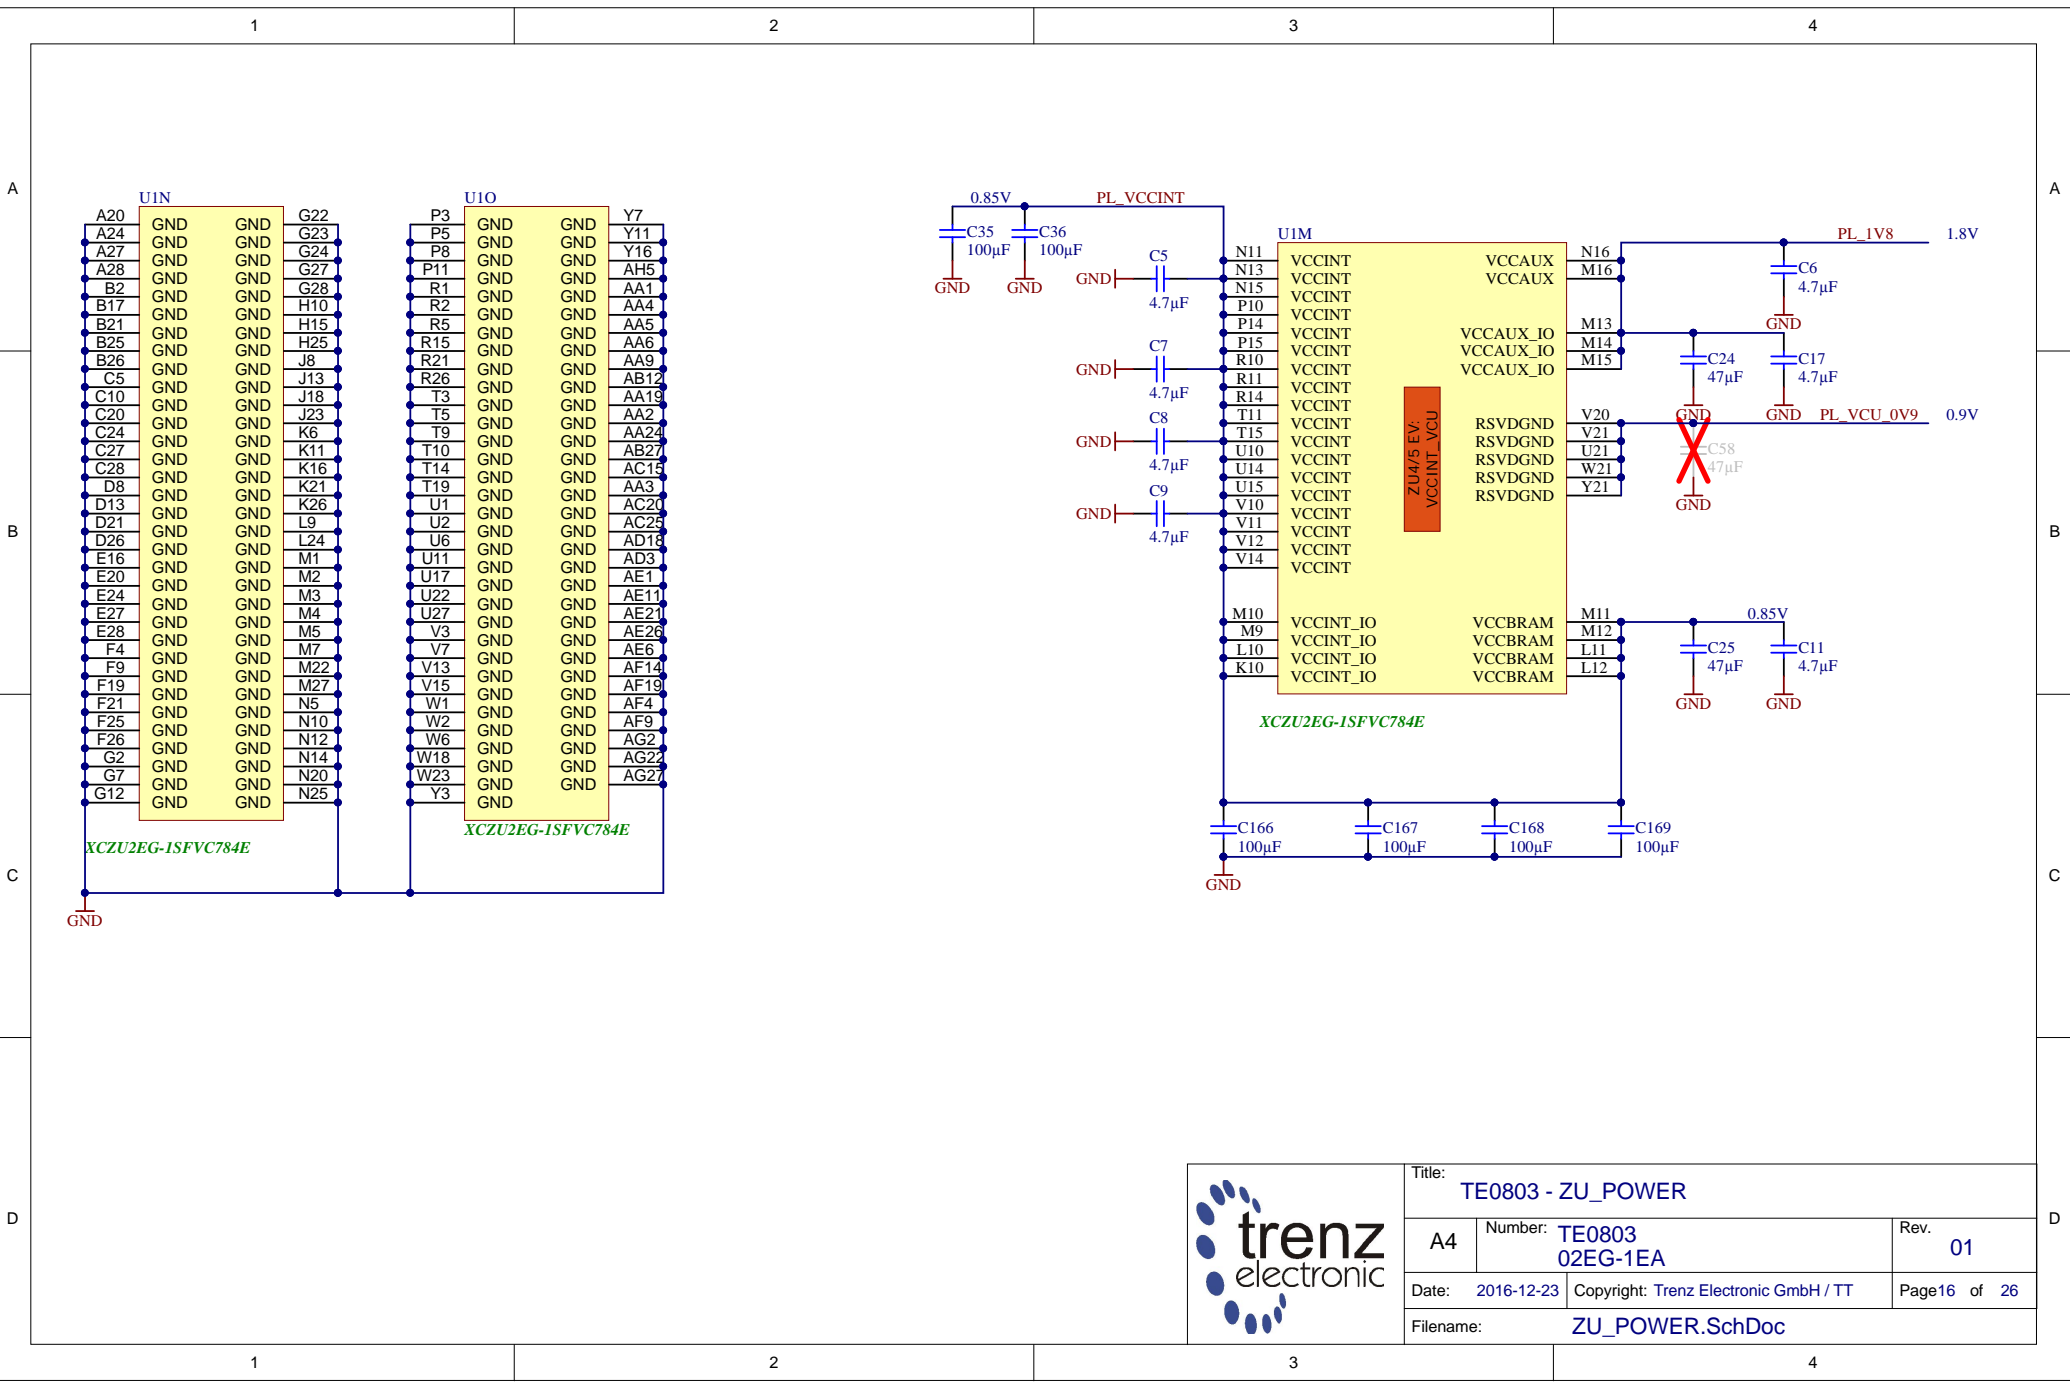 1 2 3 4
A A
B B
C C
D D
U1N
A20 GND GND G22
A24 GND GND G23
A27 GND GND G24
A28 GND GND G27
B2 GND GND G28
B17 GND GND H10
B21 GND GND H15
B25 GND GND H25
B26 GND GND J8
C5 GND GND J13
C10 GND GND J18
C20 GND GND J23
C24 GND GND K6
C27 GND GND K11
C28 GND GND K16
D8 GND GND K21
D13 GND GND K26
D21 GND GND L9
D26 GND GND L24
E16 GND GND M1
E20 GND GND M2
E24 GND GND M3
E27 GND GND M4
E28 GND GND M5
F4 GND GND M7
F9 GND GND M22
F19 GND GND M27
F21 GND GND N5
F25 GND GND N10
F26 GND GND N12
G2 GND GND N14
G7 GND GND N20
G12 GND GND N25
XCZU2EG-1SFVC784E
GND
U1O
P3 GND GND Y7
P5 GND GND Y11
P8 GND GND Y16
P11 GND GND AH5
R1 GND GND AA1
R2 GND GND AA4
R5 GND GND AA5
R15 GND GND AA6
R21 GND GND AA9
R26 GND GND AB12
T3 GND GND AA19
T5 GND GND AA2
T9 GND GND AA24
T10 GND GND AB27
T14 GND GND AC15
T19 GND GND AA3
U1 GND GND AC20
U2 GND GND AC25
U6 GND GND AD18
U11 GND GND AD3
U17 GND GND AE1
U22 GND GND AE11
U27 GND GND AE21
V3 GND GND AE26
V7 GND GND AE6
V13 GND GND AF14
V15 GND GND AF19
W1 GND GND AF4
W2 GND GND AF9
W6 GND GND AG2
W18 GND GND AG22
W23 GND GND AG27
Y3 GND
XCZU2EG-1SFVC784E
0.85V PL_VCCINT
C35 100µF GND
C36 100µF GND
GND C5 4.7µF
GND C7 4.7µF
GND C8 4.7µF
GND C9 4.7µF
U1M
N11 VCCINT
N13 VCCINT
N15 VCCINT
P10 VCCINT
P14 VCCINT
P15 VCCINT
R10 VCCINT
R11 VCCINT
R14 VCCINT
T11 VCCINT
T15 VCCINT
U10 VCCINT
U14 VCCINT
U15 VCCINT
V10 VCCINT
V11 VCCINT
V12 VCCINT
V14 VCCINT
M10 VCCINT_IO
M9 VCCINT_IO
L10 VCCINT_IO
K10 VCCINT_IO
ZU4/5 EV:
VCCINT_VCU
VCCAUX N16
VCCAUX M16
VCCAUX_IO M13
VCCAUX_IO M14
VCCAUX_IO M15
RSVDGND V20
RSVDGND V21
RSVDGND U21
RSVDGND W21
RSVDGND Y21
VCCBRAM M11
VCCBRAM M12
VCCBRAM L11
VCCBRAM L12
XCZU2EG-1SFVC784E
PL_1V8 1.8V
C6 4.7µF GND
C24 47µF GND
C17 4.7µF GND
PL_VCU_0V9 0.9V
C58 47µF GND
0.85V
C25 47µF GND
C11 4.7µF GND
C166 100µF
C167 100µF
C168 100µF
C169 100µF
GND
trenz
electronic
Title:
TE0803 - ZU_POWER
A4 Number: TE0803
02EG-1EA
Rev. 01
Date: 2016-12-23 Copyright: Trenz Electronic GmbH / TT Page16 of 26
Filename: ZU_POWER.SchDoc
1 2 3 4